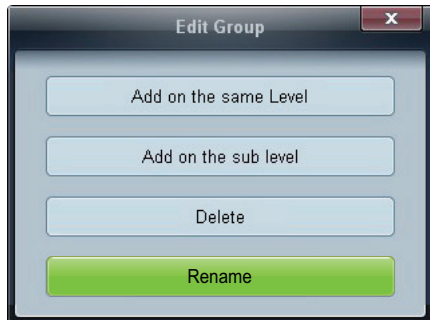 Edit Group
x
Add on the same Level
Add on the sub level
Delete
Rename